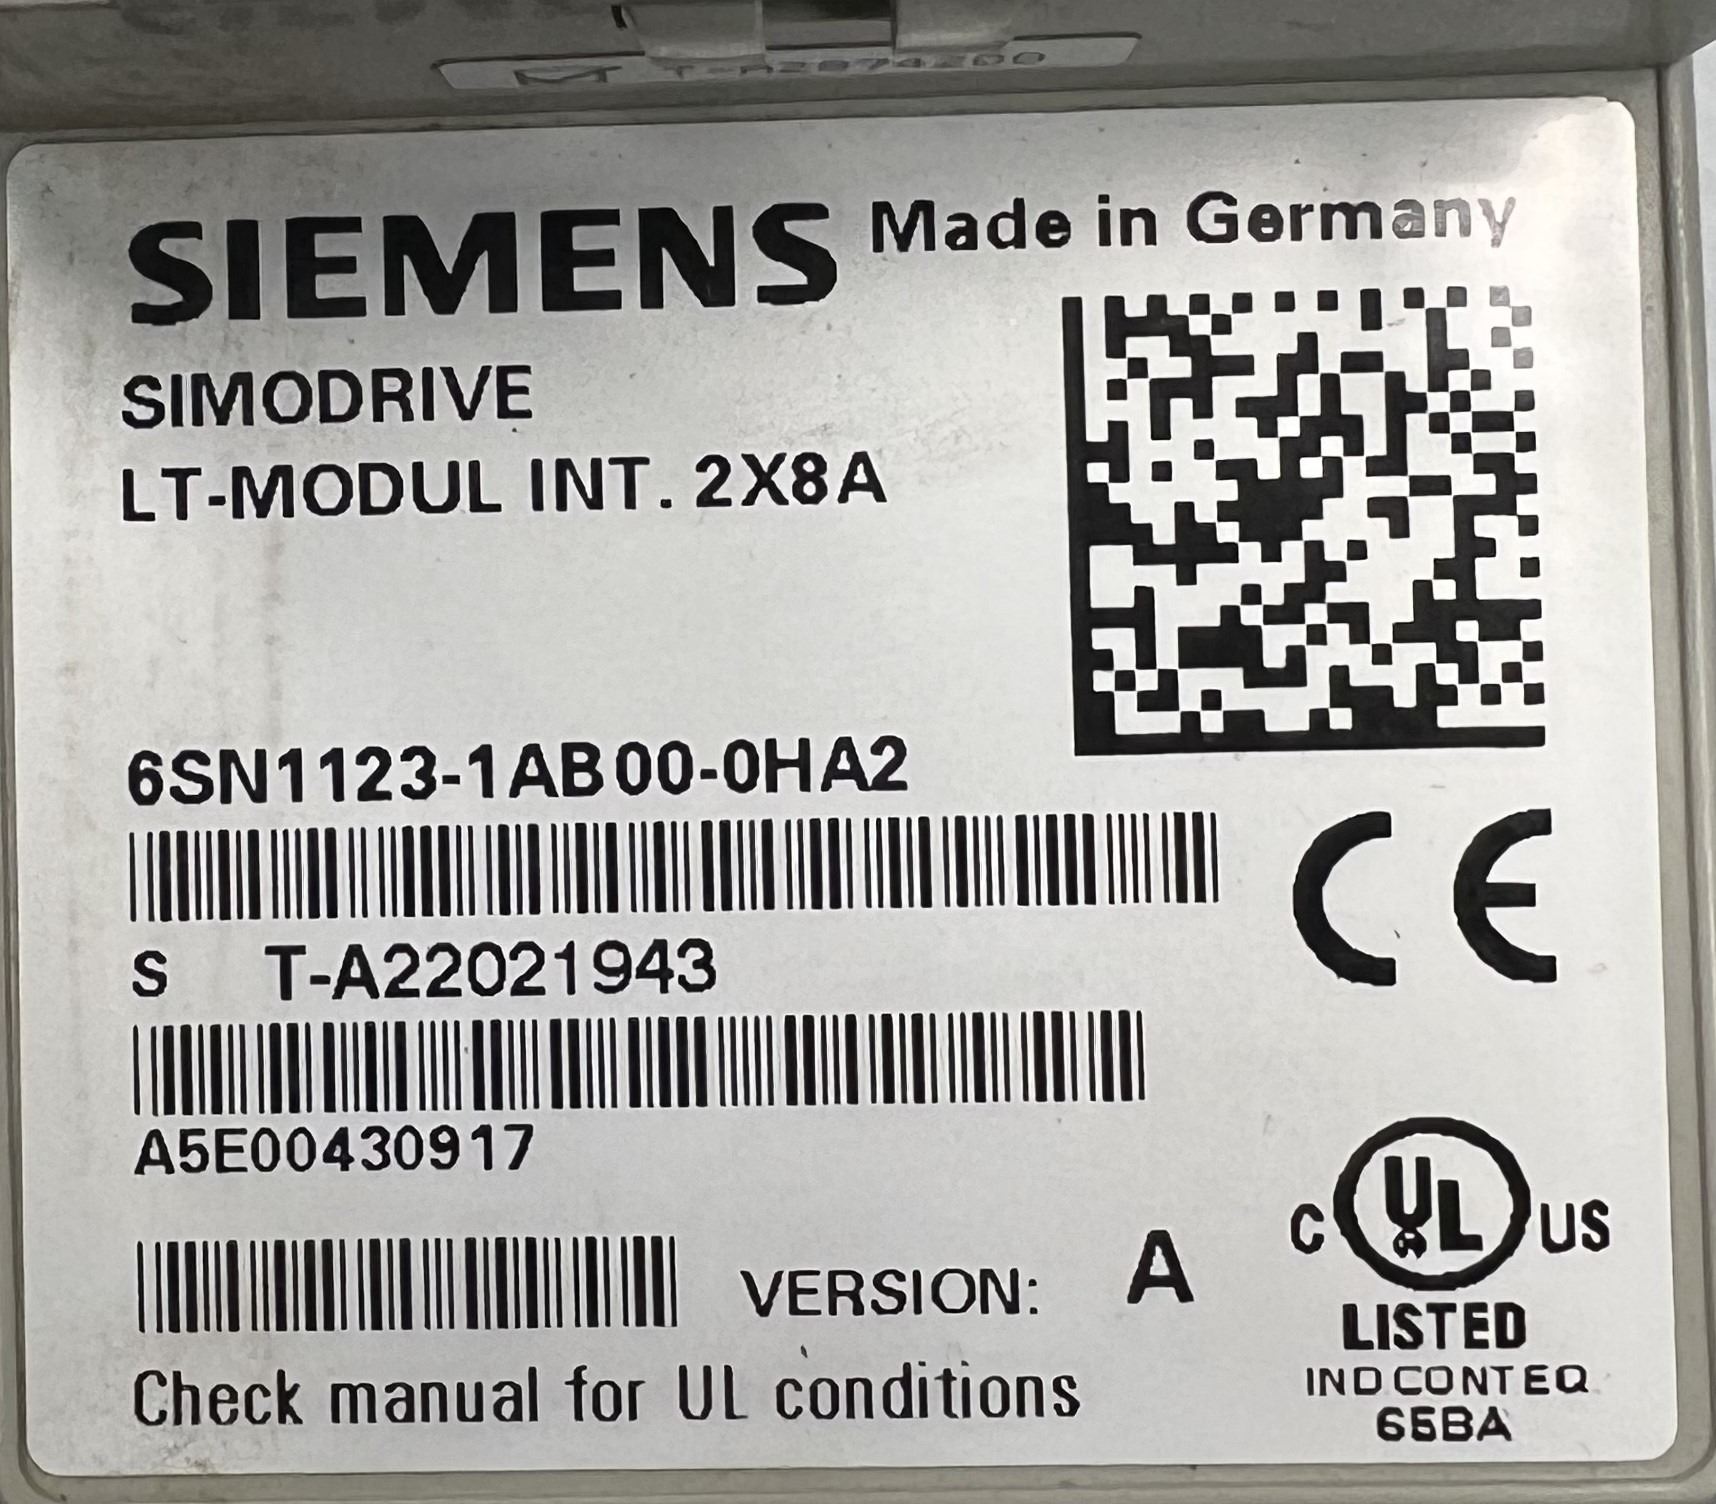 SIEMENS Made in Germany
SIMODRIVE
LT-MODUL INT. 2X8A
6SN1123-1AB00-0HA2
S T-A22021943
A5E00430917
VERSION: A
Check manual for UL conditions
CE
C UL US
LISTED
IND.CONT.EQ.
65BA